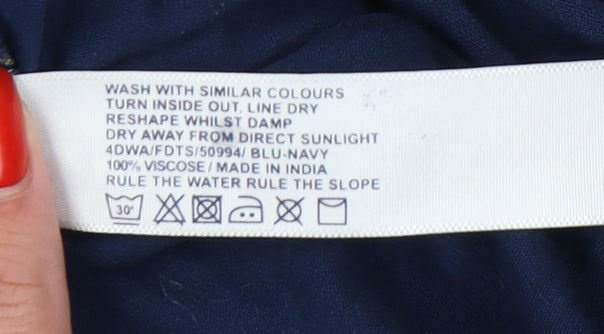 WASH WITH SIMILAR COLOURS
TURN INSIDE OUT, LINE DRY
RESHAPE WHILST DAMP
DRY AWAY FROM DIRECT SUNLIGHT
4DWA/FDTS/50994/ BLU-NAVY
100% VISCOSE / MADE IN INDIA
RULE THE WATER RULE THE SLOPE
30°